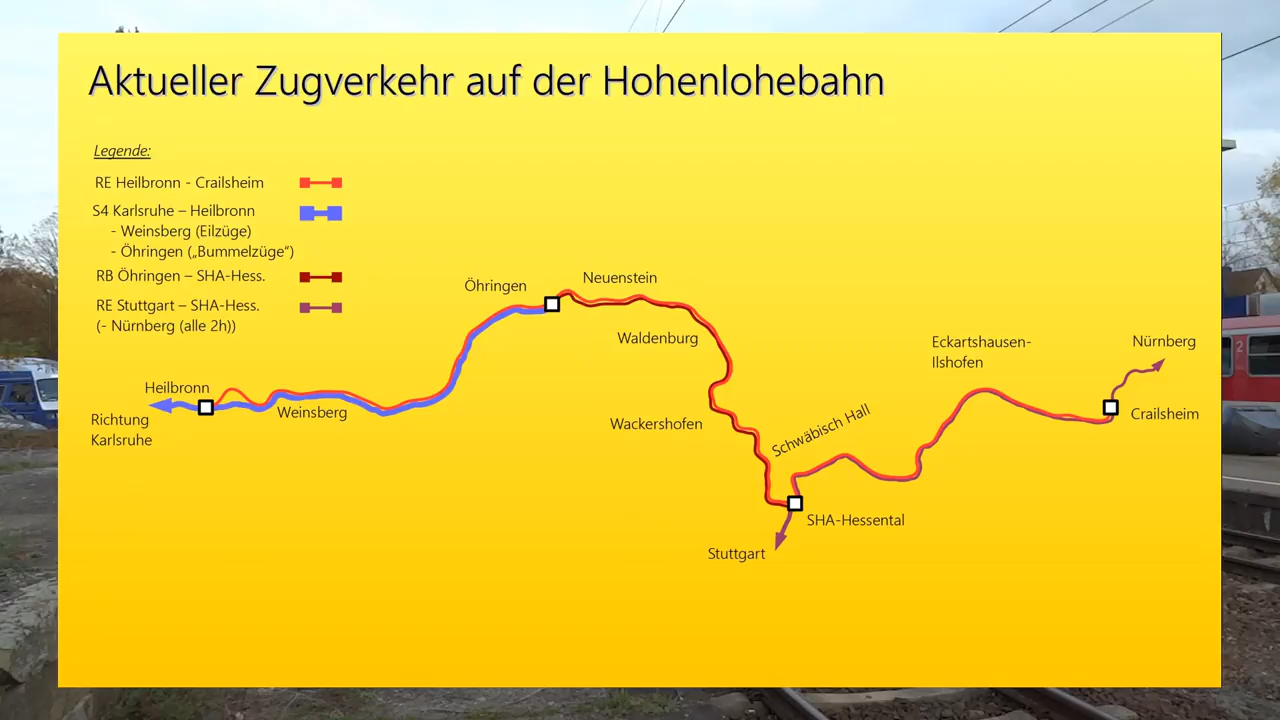 Aktueller Zugverkehr auf der Hohenlohebahn
Legende:
RE Heilbronn - Crailsheim
S4 Karlsruhe – Heilbronn
- Weinsberg (Eilzüge)
- Öhringen („Bummelzüge“)
RB Öhringen – SHA-Hess.
RE Stuttgart – SHA-Hess.
(- Nürnberg (alle 2h))
Öhringen
Neuenstein
Waldenburg
Eckartshausen-
Ilshofen
Nürnberg
Heilbronn
Richtung
Karlsruhe
Weinsberg
Wackershofen
Schwäbisch Hall
Crailsheim
SHA-Hessental
Stuttgart
2